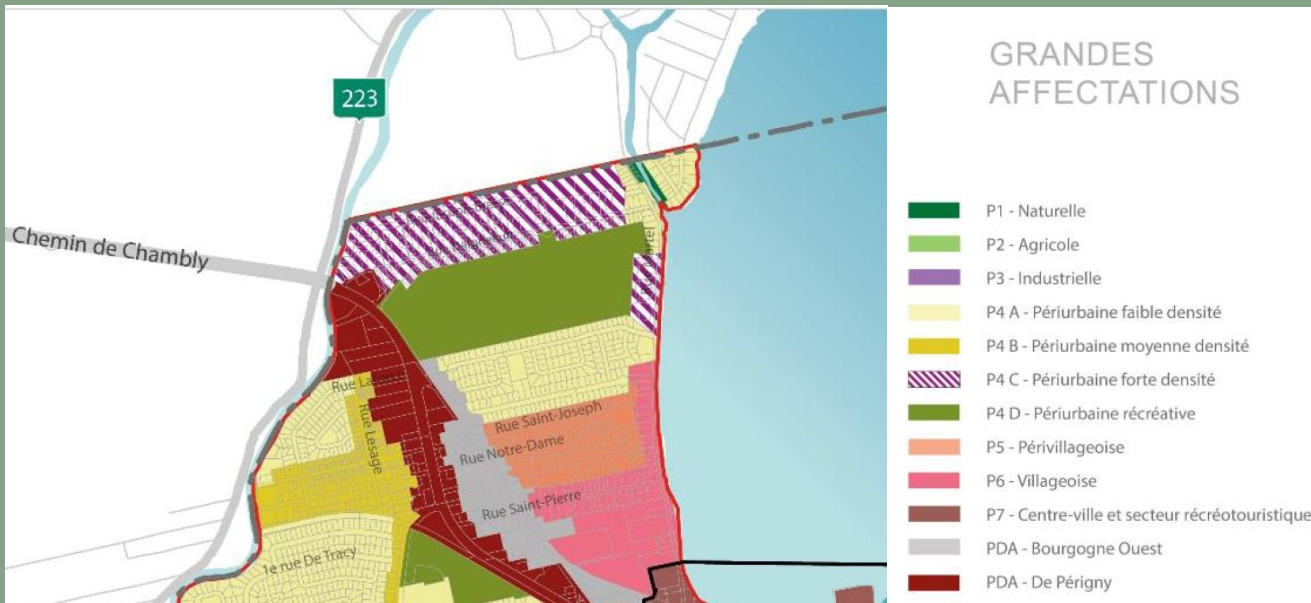 223
Chemin de Chambly
Rue Lesage
Rue Saint-Joseph
Rue Notre-Dame
Rue Saint-Pierre
1e rue De Tracy
GRANDES
AFFECTATIONS
P1 - Naturelle
P2 - Agricole
P3 - Industrielle
P4 A - Périurbaine faible densité
P4 B - Périurbaine moyenne densité
P4 C - Périurbaine forte densité
P4 D - Périurbaine récréative
P5 - Périvillageoise
P6 - Villageoise
P7 - Centre-ville et secteur récréotouristique
PDA - Bourgogne Ouest
PDA - De Périgny